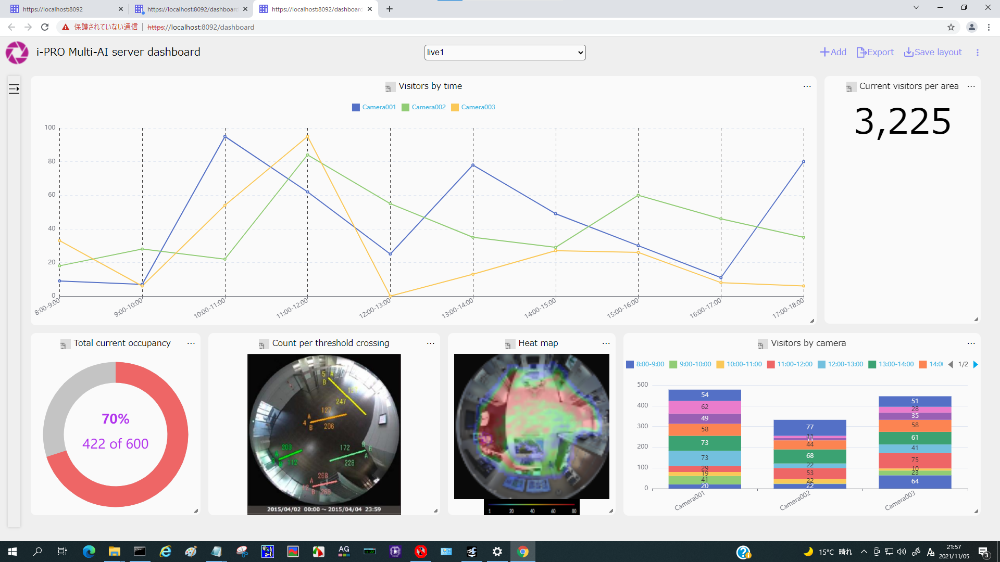 https://localhost:8092
https://localhost:8092/dashboard
https://localhost:8092/dashboard
保護されていない通信
https://localhost:8092/dashboard
i-PRO Multi-AI server dashboard
live1
Add
Export
Save layout
Visitors by time
Camera001 Camera002 Camera003
100
80
60
40
20
0
8:00-9:00 9:00-10:00 10:00-11:00 11:00-12:00 12:00-13:00 13:00-14:00 14:00-15:00 15:00-16:00 16:00-17:00 17:00-18:00
Current visitors per area
3,225
Total current occupancy
70%
422 of 600
Count per threshold crossing
5 A
B
247
127
4 A
B 206
203
A
B 112
172 B 6
228 A
268
A
12 B 268
2015/04/02 00:00 ~ 2015/04/04 23:59
Heat map
1 20 40 60 80
Visitors by camera
8:00-9:00 9:00-10:00 10:00-11:00 11:00-12:00 12:00-13:00 13:00-14:00 14:0 1/2
500
400
300
200
100
0
54
62
49
58
73
73
29
19
41
20
77
11
11
44
68
22
53
22
22
51
28
35
58
61
41
75
10
23
64
Camera001 Camera002 Camera003
AG
15°C 晴れ
A
21:57
2021/11/05
3